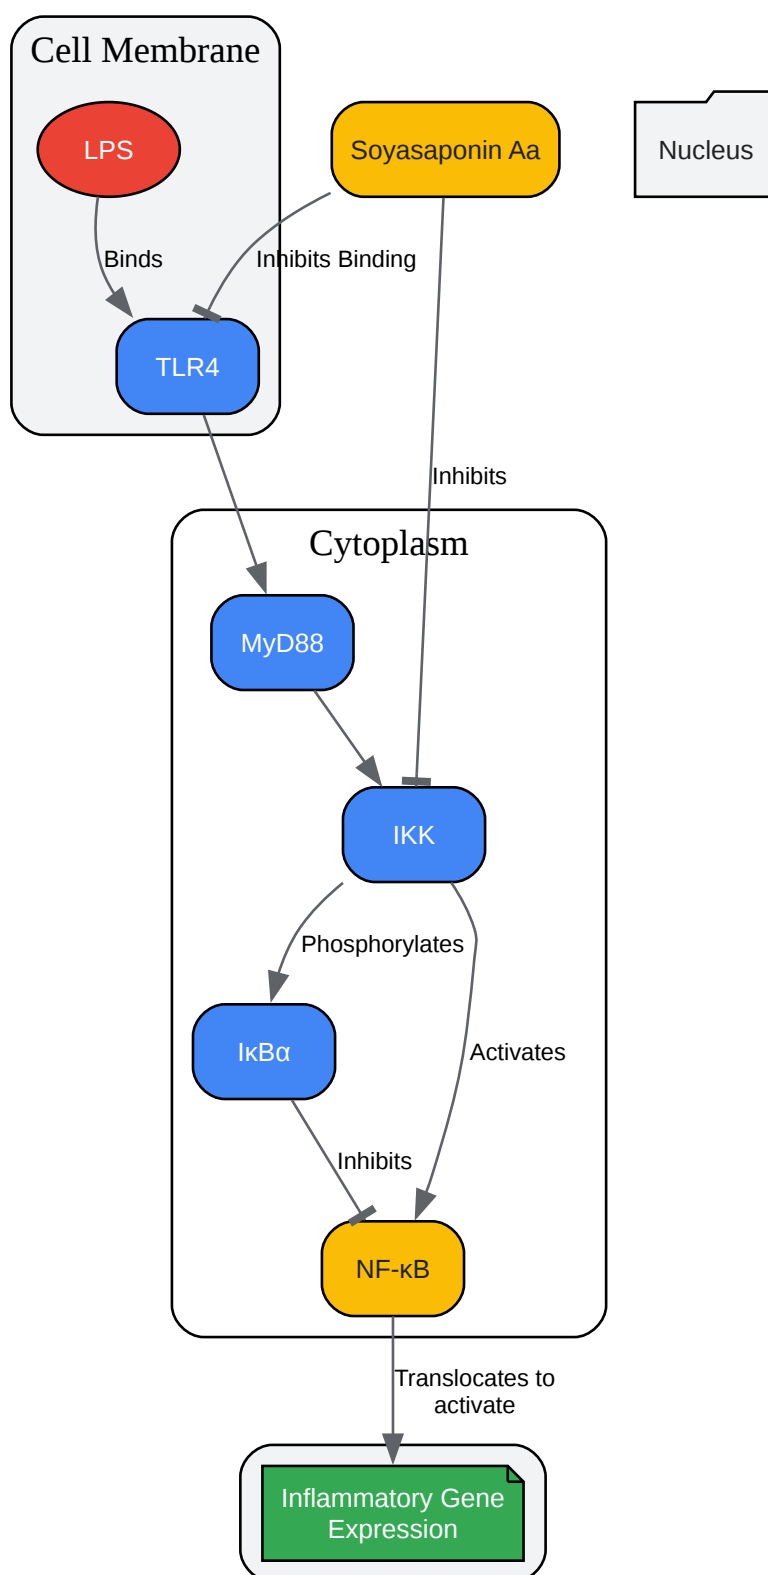 Cell Membrane
LPS
Soyasaponin Aa
Nucleus
Binds
Inhibits Binding
TLR4
Inhibits
Cytoplasm
MyD88
IKK
Phosphorylates
IκBα
Activates
Inhibits
NF-κB
Translocates to
activate
Inflammatory Gene
Expression